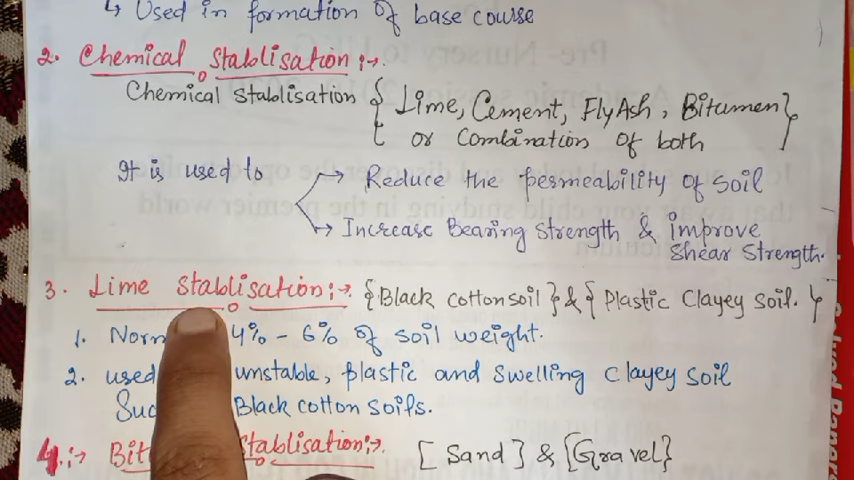 ↳ Used in formation of base course
2. Chemical Stablisation :-
Chemical Stablisation { Lime, Cement, FlyAsh, Bitumen
or Combination of both }
It is used to → Reduce the permeability of Soil
→ Increase Bearing Strength & improve
Shear Strength.
3. Lime Stablisation :- {Black cotton soil} & { Plastic Clayey Soil. }
1. 4% - 6% of soil weight.
2. used unstable, plastic and swelling clayey soil
Black cotton soils.
4. :- Stablisation :- [ Sand ] & [Gravel}